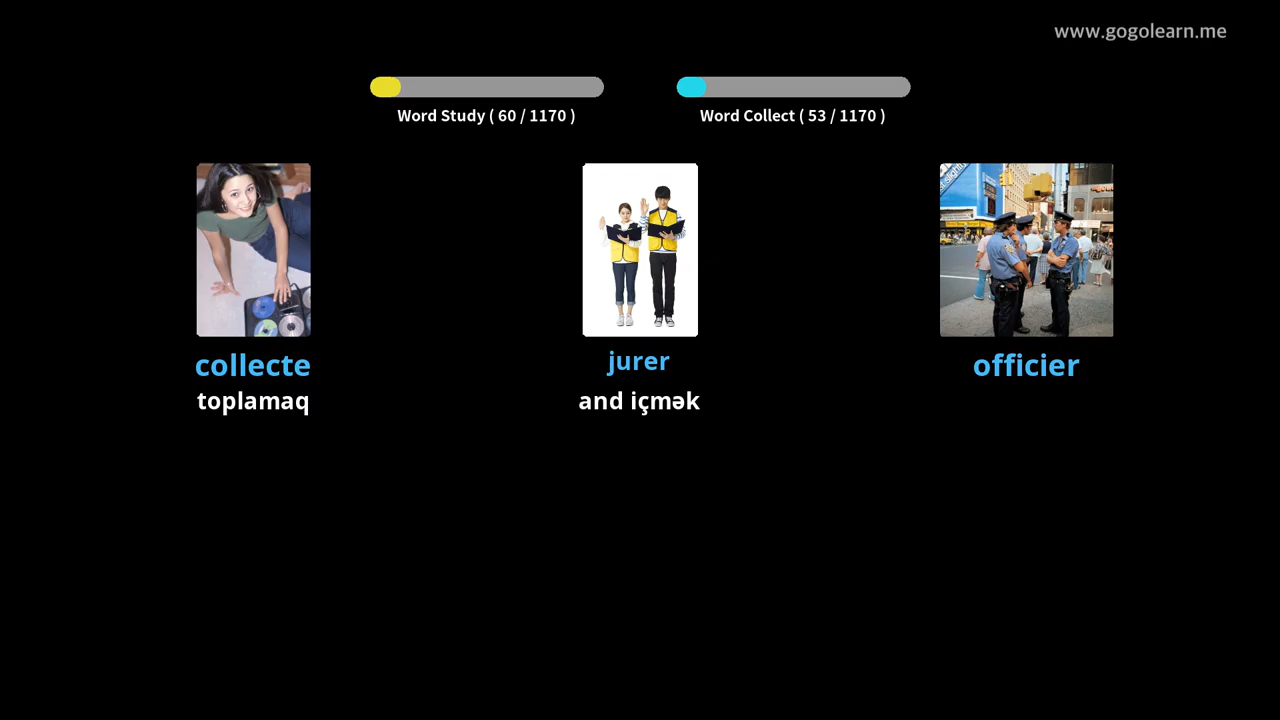 www.gogolearn.me
Word Study ( 60 / 1170 )
Word Collect ( 53 / 1170 )
collecte
jurer
officier
toplamaq
and içmək